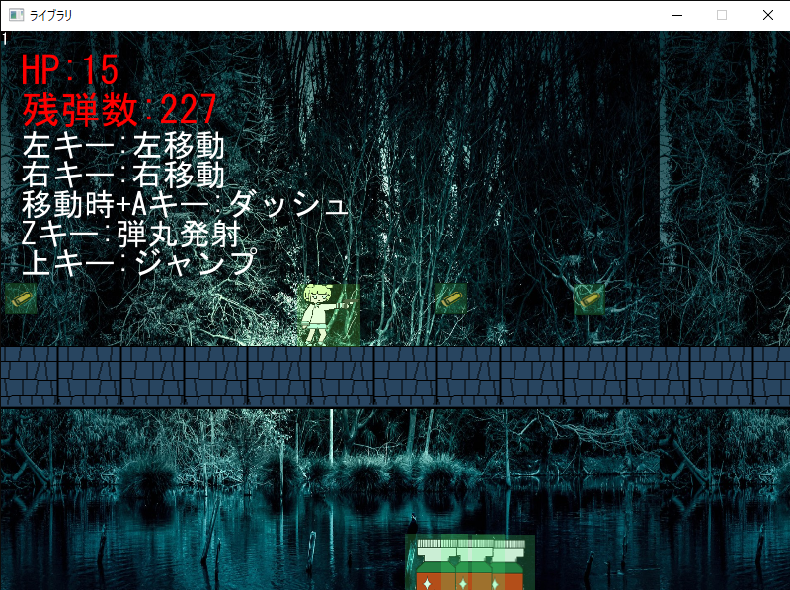 ライブラリ
1
HP:15
残弾数:227
左キー:左移動
右キー:右移動
移動時+Aキー:ダッシュ
Zキー:弾丸発射
上キー:ジャンプ